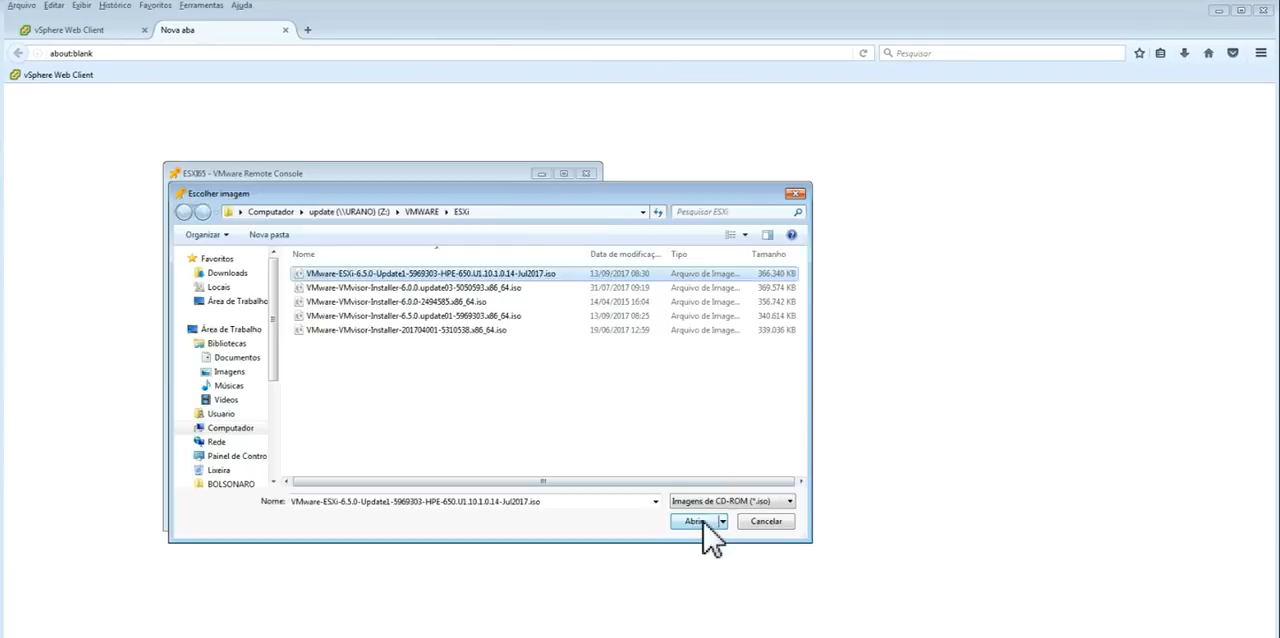 Arquivo Editar Exibir Histórico Favoritos Ferramentas Ajuda
vSphere Web Client Nova aba
about:blank Pesquisar
vSphere Web Client
ESXI65 - VMware Remote Console
Escolher imagem
Computador update (\\URANO) (Z:) VMWARE ESXi Pesquisar ESXi
Organizar Nova pasta
Favoritos
Downloads
Locais
Área de Trabalho
Área de Trabalho
Bibliotecas
Documentos
Imagens
Músicas
Vídeos
Usuario
Computador
Rede
Painel de Contro
Lixeira
BOLSONARO
Nome Data de modificaç... Tipo Tamanho
VMware-ESXi-6.5.0-Update1-5969303-HPE-650.U1.10.1.0.14-Jul2017.iso 13/09/2017 08:30 Arquivo de Image... 366.340 KB
VMware-VMvisor-Installer-6.0.0.update03-5050593.x86_64.iso 31/07/2017 09:19 Arquivo de Image... 369.574 KB
VMware-VMvisor-Installer-6.0.0-2494585.x86_64.iso 14/04/2015 16:04 Arquivo de Image... 356.742 KB
VMware-VMvisor-Installer-6.5.0.update01-5969303.x86_64.iso 13/09/2017 08:25 Arquivo de Image... 340.614 KB
VMware-VMvisor-Installer-201704001-5310538.x86_64.iso 19/06/2017 12:59 Arquivo de Image... 339.036 KB
Nome: VMware-ESXi-6.5.0-Update1-5969303-HPE-650.U1.10.1.0.14-Jul2017.iso Imagens de CD-ROM (*.iso)
Abrir Cancelar